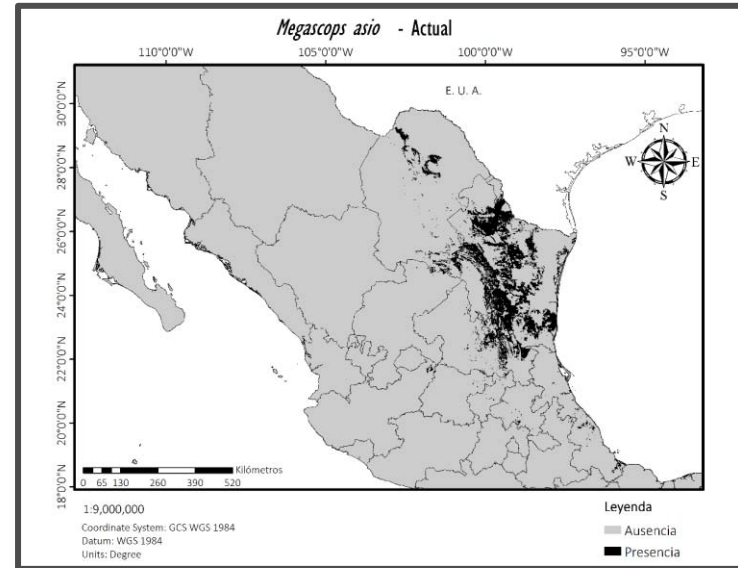 Megascops asio - Actual
110°0'0"W 105°0'0"W 100°0'0"W 95°0'0"W
E. U. A.
N
W E
S
30°0'0"N
28°0'0"N
26°0'0"N
24°0'0"N
22°0'0"N
20°0'0"N
18°0'0"N
Kilómetros
0 65 130 260 390 520
1:9,000,000
Coordinate System: GCS WGS 1984
Datum: WGS 1984
Units: Degree
Leyenda
Ausencia
Presencia